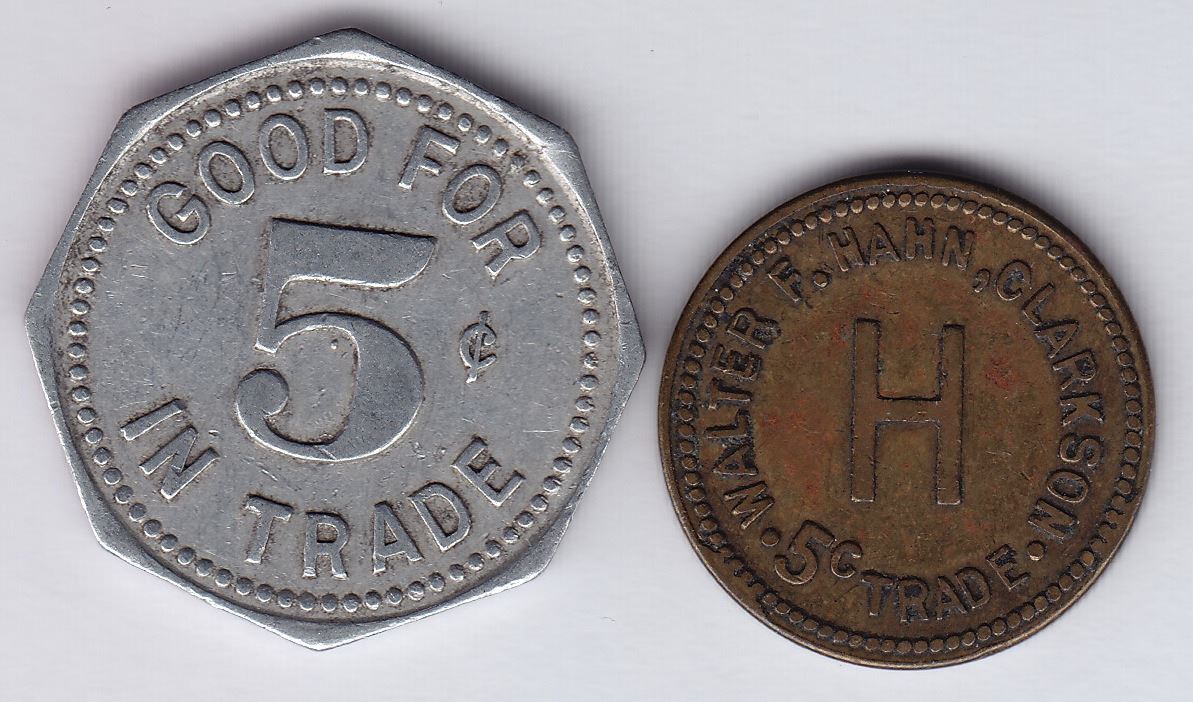 GOOD FOR
5 ¢
IN TRADE
WALTER F. HAHN, CLARKSON
H
· 5¢ TRADE ·